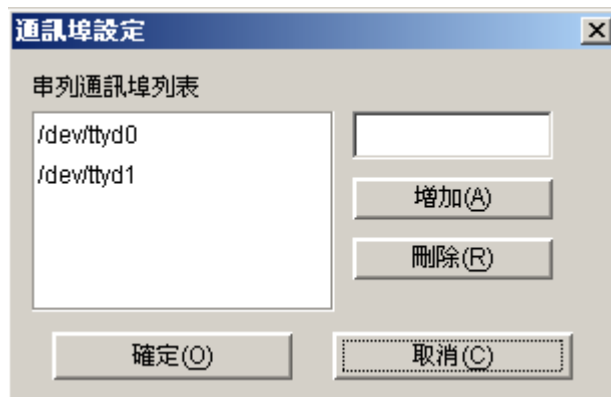 通訊埠設定
串列通訊埠列表
/dev/ttyd0
/dev/ttyd1
增加(A)
刪除(R)
確定(O)
取消(C)